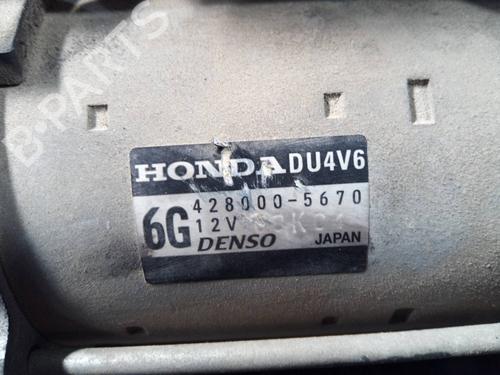 B-PARTS
HONDA DU4V6
6G 428000-5670
12V
DENSO JAPAN